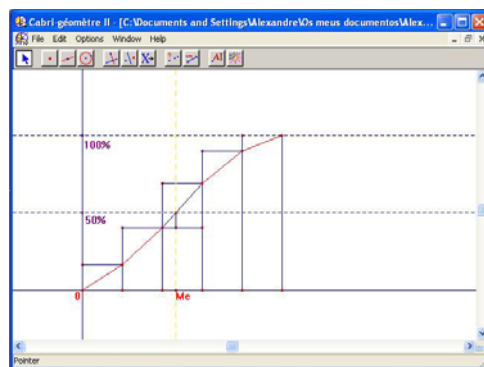 Cabri-géomètre II - [C:\Documents and Settings\Alexandre\Os meus documentos\Alex...
File Edit Options Window Help
100%
50%
0
Me
Pointer